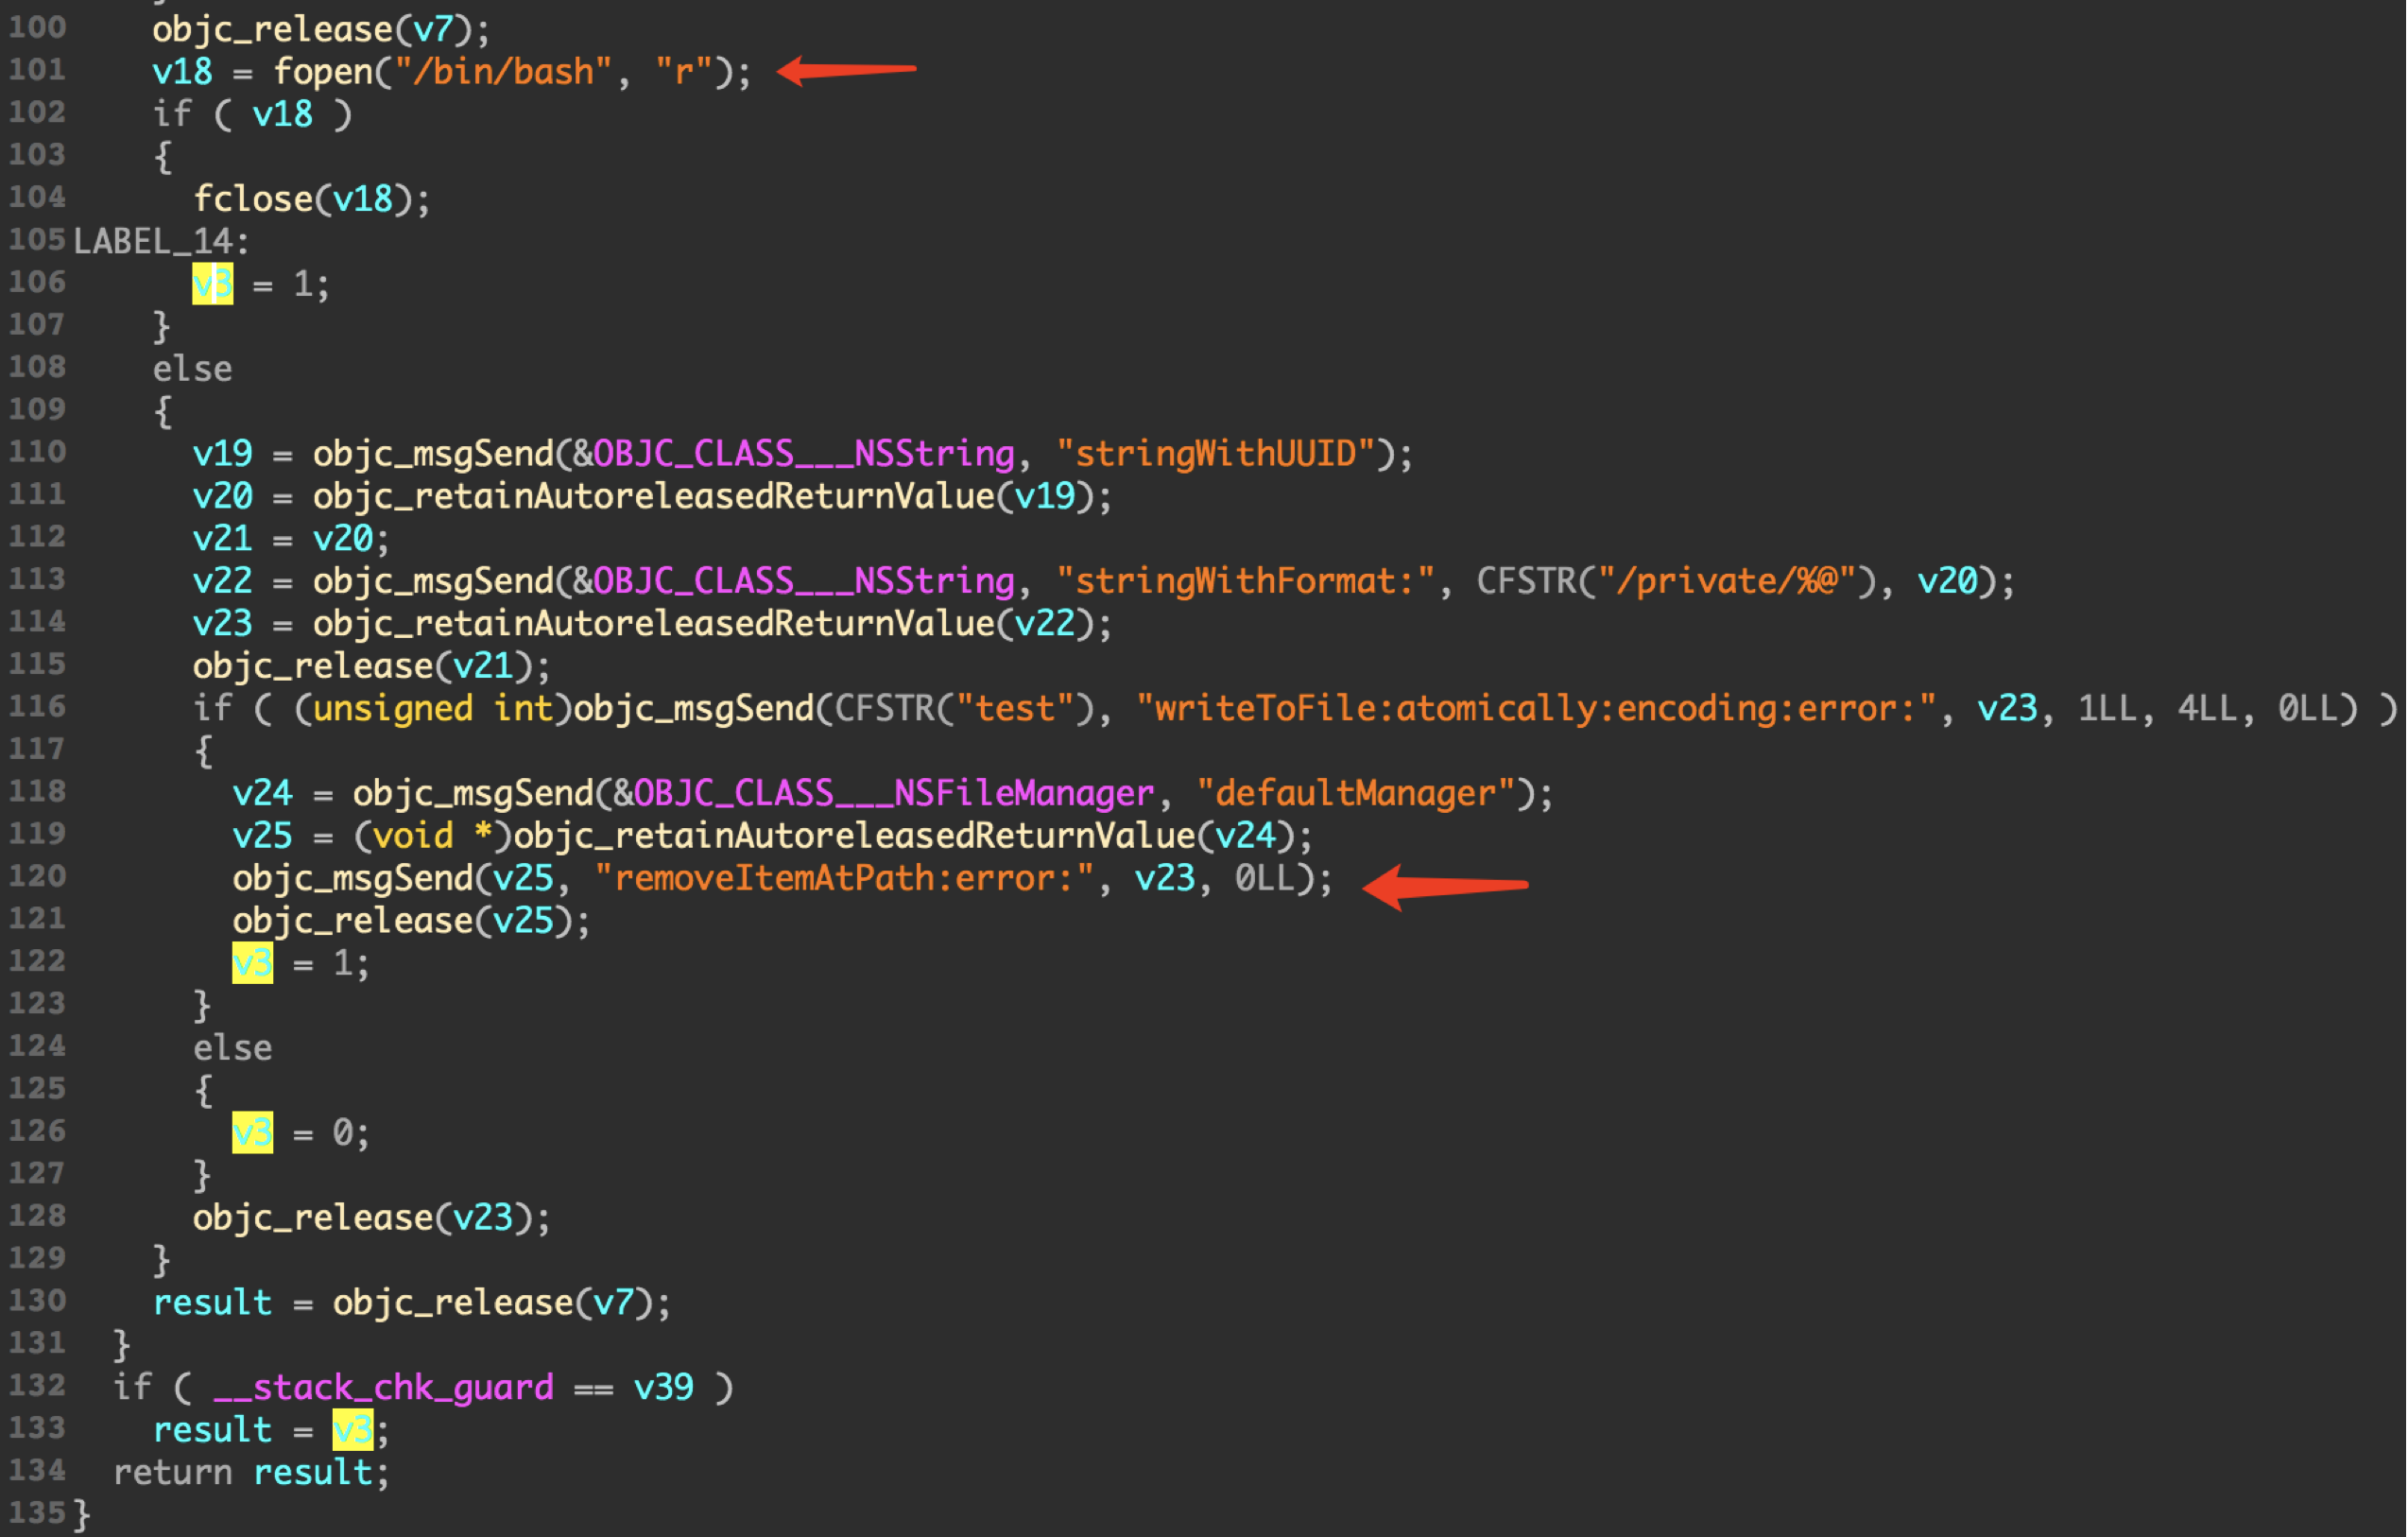 100 objc_release(v7);
101 v18 = fopen("/bin/bash", "r");
102 if ( v18 )
103 {
104 fclose(v18);
105 LABEL_14:
106 v3 = 1;
107 }
108 else
109 {
110 v19 = objc_msgSend(&OBJC_CLASS___NSString, "stringWithUUID");
111 v20 = objc_retainAutoreleasedReturnValue(v19);
112 v21 = v20;
113 v22 = objc_msgSend(&OBJC_CLASS___NSString, "stringWithFormat:", CFSTR("/private/%@"), v20);
114 v23 = objc_retainAutoreleasedReturnValue(v22);
115 objc_release(v21);
116 if ( (unsigned int)objc_msgSend(CFSTR("test"), "writeToFile:atomically:encoding:error:", v23, 1LL, 4LL, 0LL) )
117 {
118 v24 = objc_msgSend(&OBJC_CLASS___NSFileManager, "defaultManager");
119 v25 = (void *)objc_retainAutoreleasedReturnValue(v24);
120 objc_msgSend(v25, "removeItemAtPath:error:", v23, 0LL);
121 objc_release(v25);
122 v3 = 1;
123 }
124 else
125 {
126 v3 = 0;
127 }
128 objc_release(v23);
129 }
130 result = objc_release(v7);
131 }
132 if ( __stack_chk_guard == v39 )
133 result = v3;
134 return result;
135 }